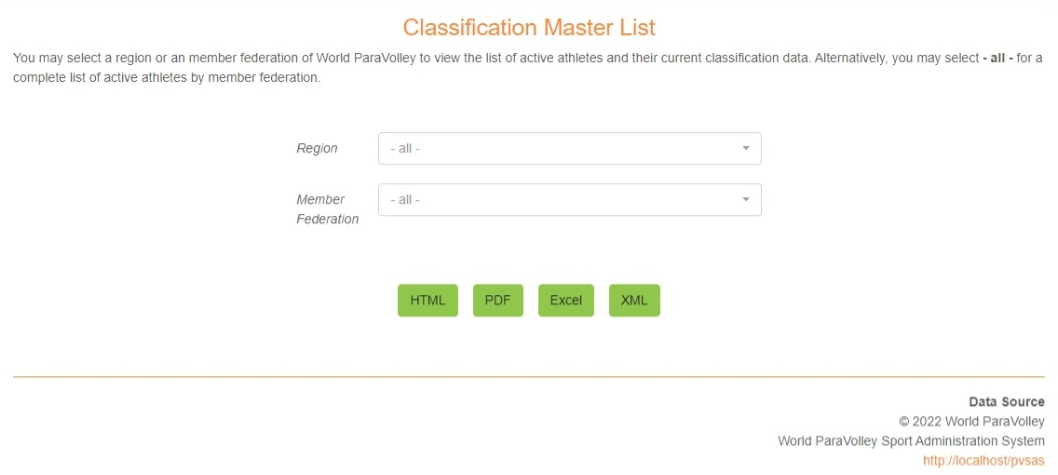 Classification Master List
You may select a region or an member federation of World ParaVolley to view the list of active athletes and their current classification data. Alternatively, you may select - all - for a
complete list of active athletes by member federation.
Region
- all -
Member
Federation
- all -
HTML PDF Excel XML
Data Source
© 2022 World ParaVolley
World ParaVolley Sport Administration System
http://localhost/pvsas